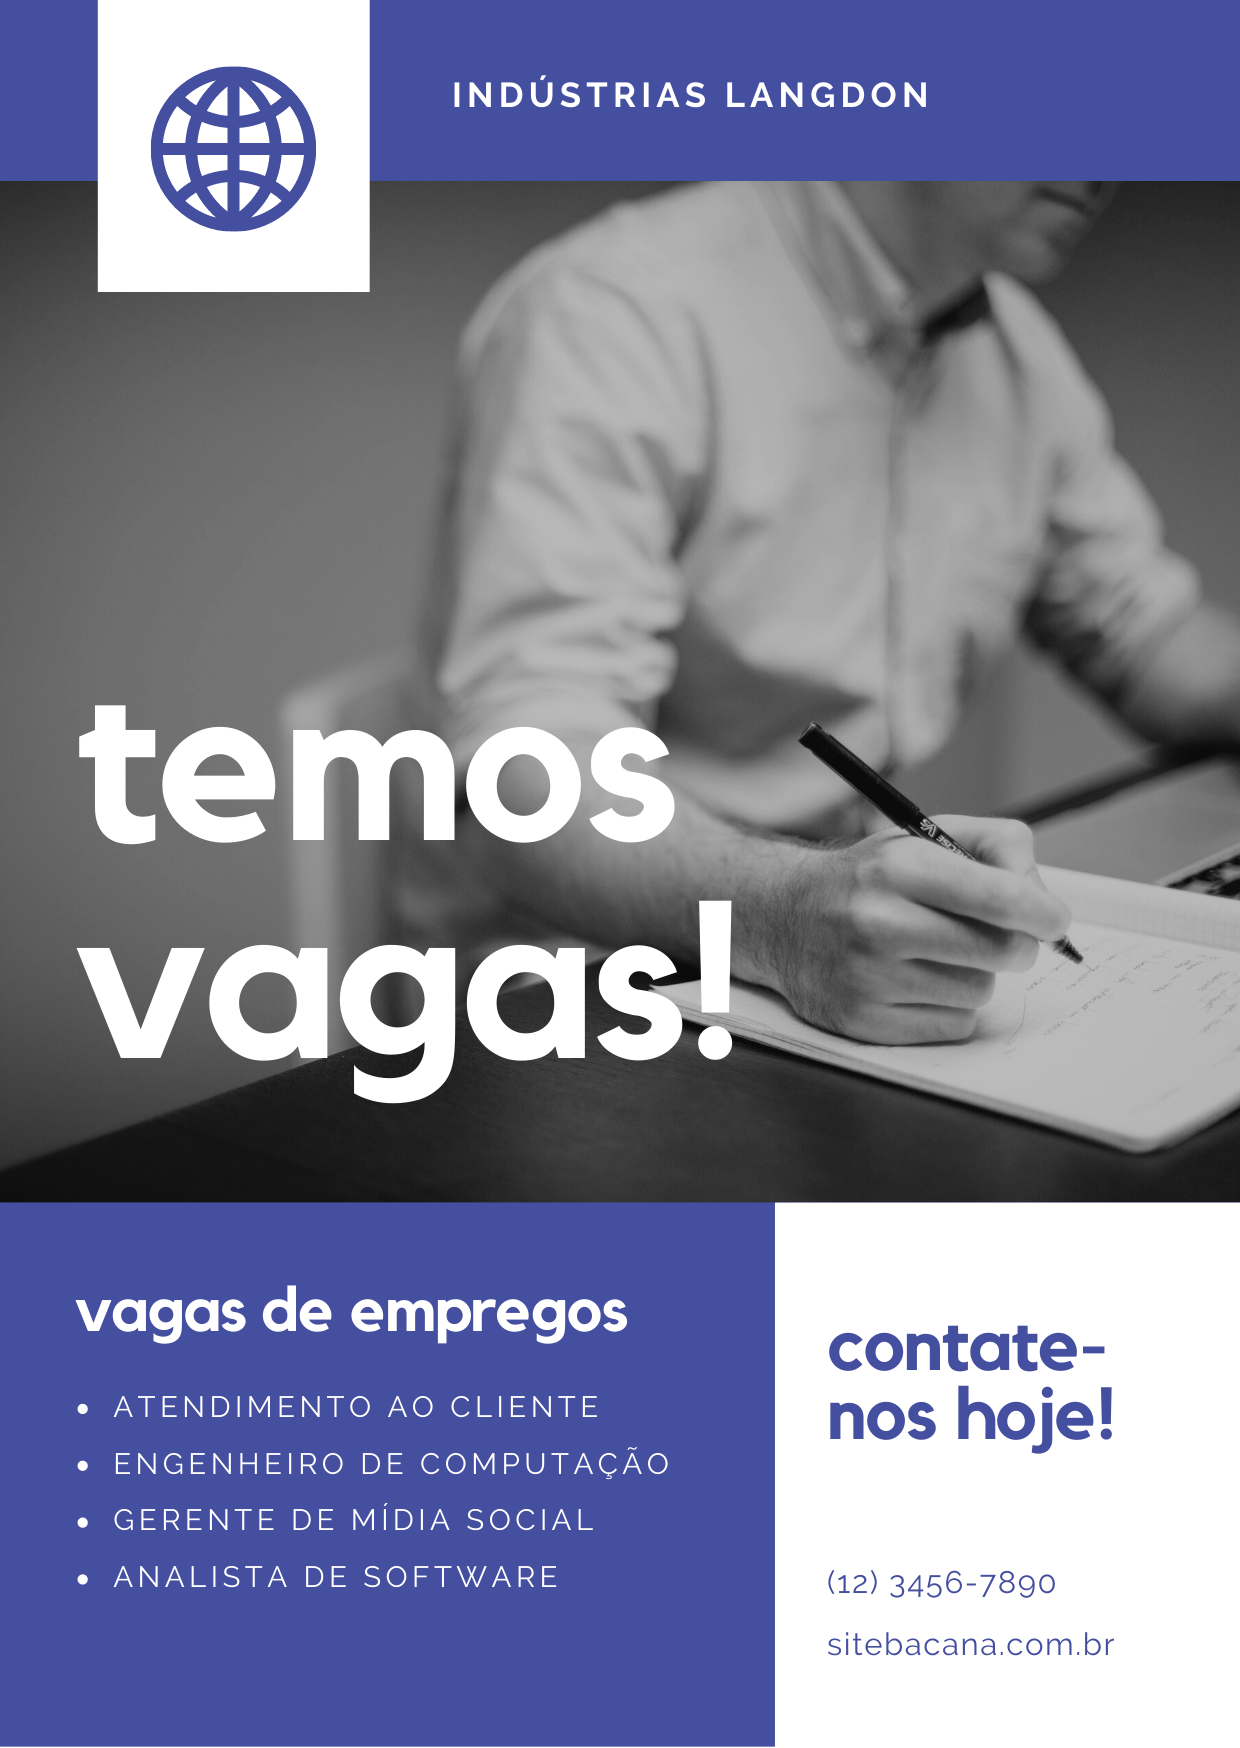 INDÚSTRIAS LANGDON
temos
vagas!
vagas de empregos
• ATENDIMENTO AO CLIENTE
• ENGENHEIRO DE COMPUTAÇÃO
• GERENTE DE MÍDIA SOCIAL
• ANALISTA DE SOFTWARE
contate-
nos hoje!
(12) 3456-7890
sitebacana.com.br